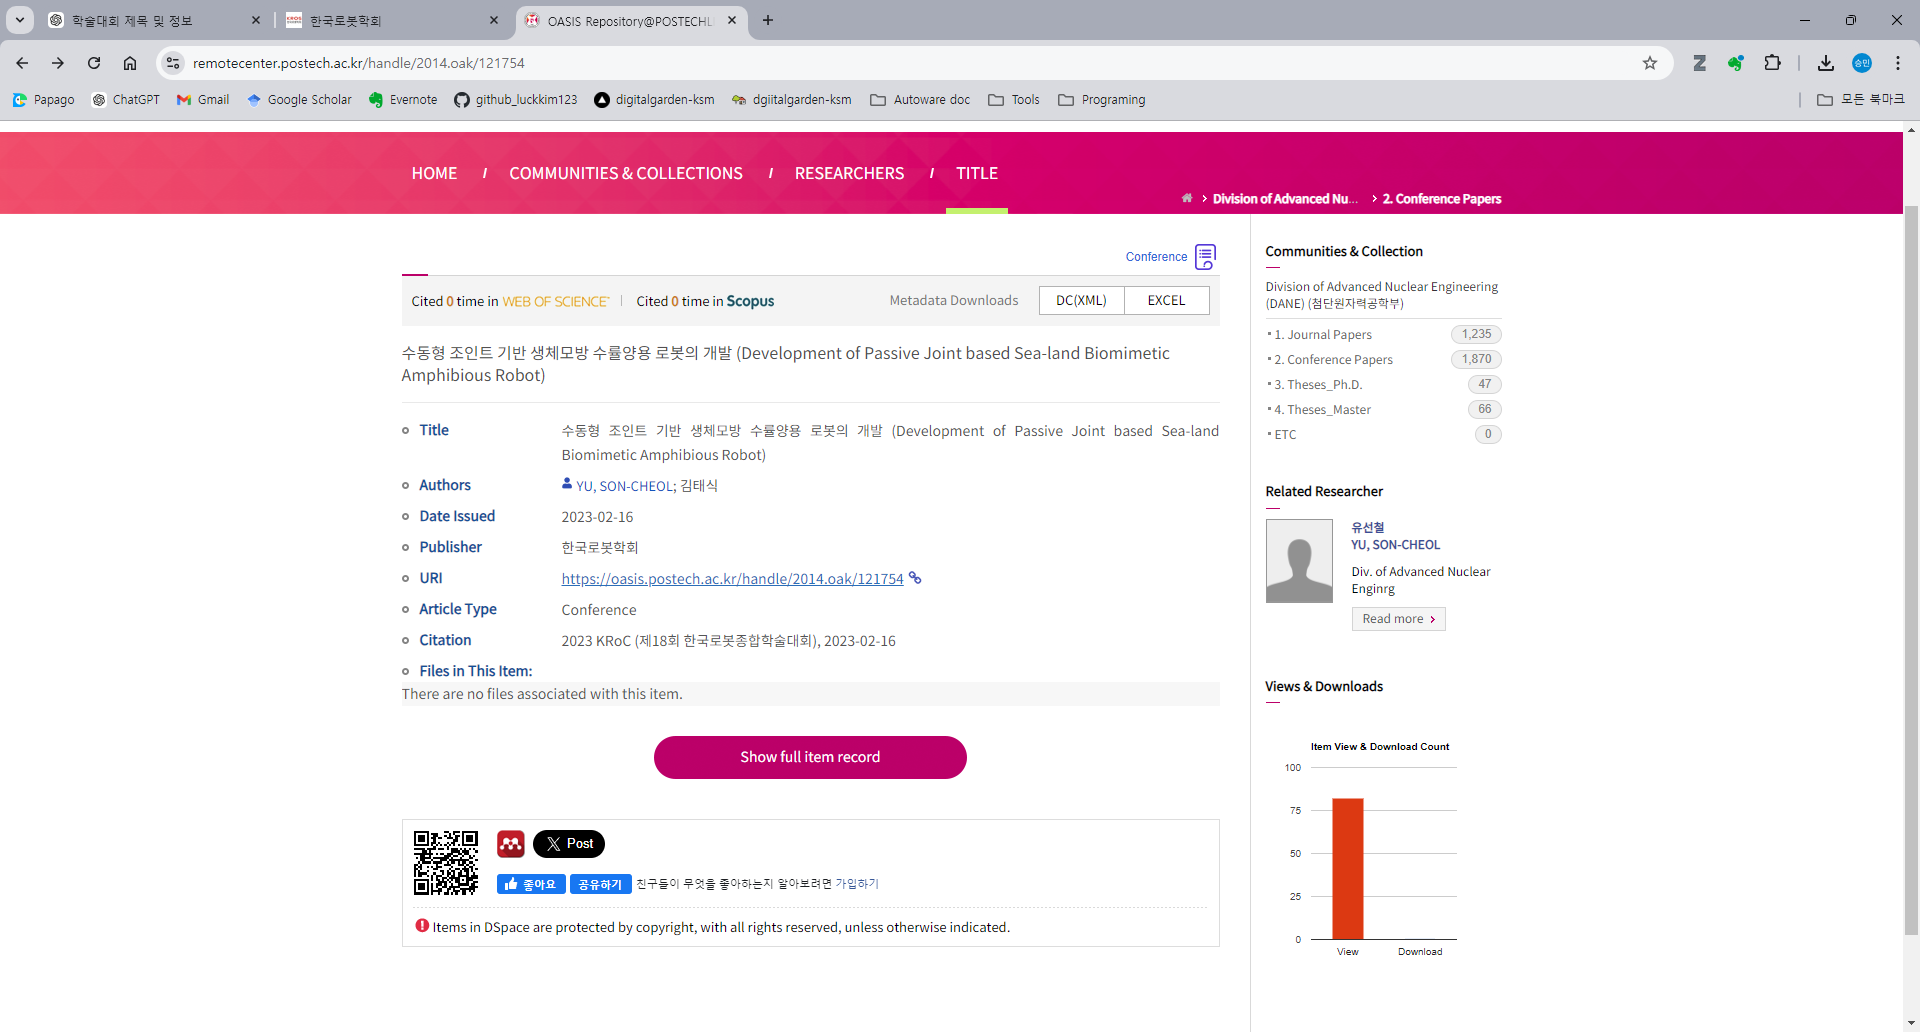 학술대회 제목 및 정보
한국로봇학회
OASIS Repository@POSTECHL
remotecenter.postech.ac.kr/handle/2014.oak/121754
승민
Papago ChatGPT Gmail Google Scholar Evernote github_luckkim123 digitalgarden-ksm dgiitalgarden-ksm Autoware doc Tools Programing 모든 북마크
HOME / COMMUNITIES & COLLECTIONS / RESEARCHERS / TITLE
Division of Advanced Nu... 2. Conference Papers
Conference
Cited 0 time in WEB OF SCIENCE Cited 0 time in Scopus Metadata Downloads DC(XML) EXCEL
수동형 조인트 기반 생체모방 수륙양용 로봇의 개발 (Development of Passive Joint based Sea-land Biomimetic
Amphibious Robot)
Title 수동형 조인트 기반 생체모방 수륙양용 로봇의 개발 (Development of Passive Joint based Sea-land
Biomimetic Amphibious Robot)
Authors YU, SON-CHEOL; 김태식
Date Issued 2023-02-16
Publisher 한국로봇학회
URI https://oasis.postech.ac.kr/handle/2014.oak/121754
Article Type Conference
Citation 2023 KRoC (제18회 한국로봇종합학술대회), 2023-02-16
Files in This Item:
There are no files associated with this item.
Show full item record
Post
좋아요 공유하기 친구들이 무엇을 좋아하는지 알아보려면 가입하기
Items in DSpace are protected by copyright, with all rights reserved, unless otherwise indicated.
Communities & Collection
Division of Advanced Nuclear Engineering
(DANE) (첨단원자력공학부)
1. Journal Papers 1,235
2. Conference Papers 1,870
3. Theses_Ph.D. 47
4. Theses_Master 66
ETC 0
Related Researcher
유선철
YU, SON-CHEOL
Div. of Advanced Nuclear
Enginrg
Read more
Views & Downloads
Item View & Download Count
100
75
50
25
0
View Download